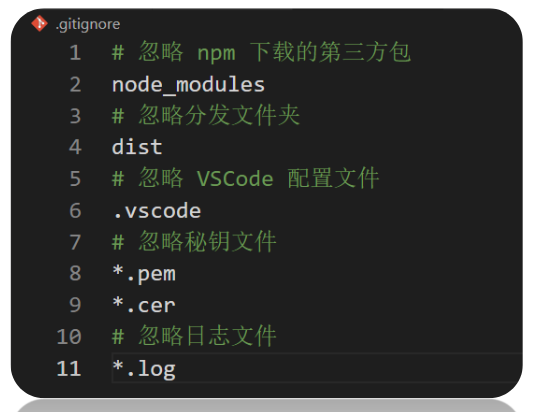 .gitignore
1 # 忽略 npm 下载的第三方包
2 node_modules
3 # 忽略分发文件夹
4 dist
5 # 忽略 VSCode 配置文件
6 .vscode
7 # 忽略秘钥文件
8 *.pem
9 *.cer
10 # 忽略日志文件
11 *.log